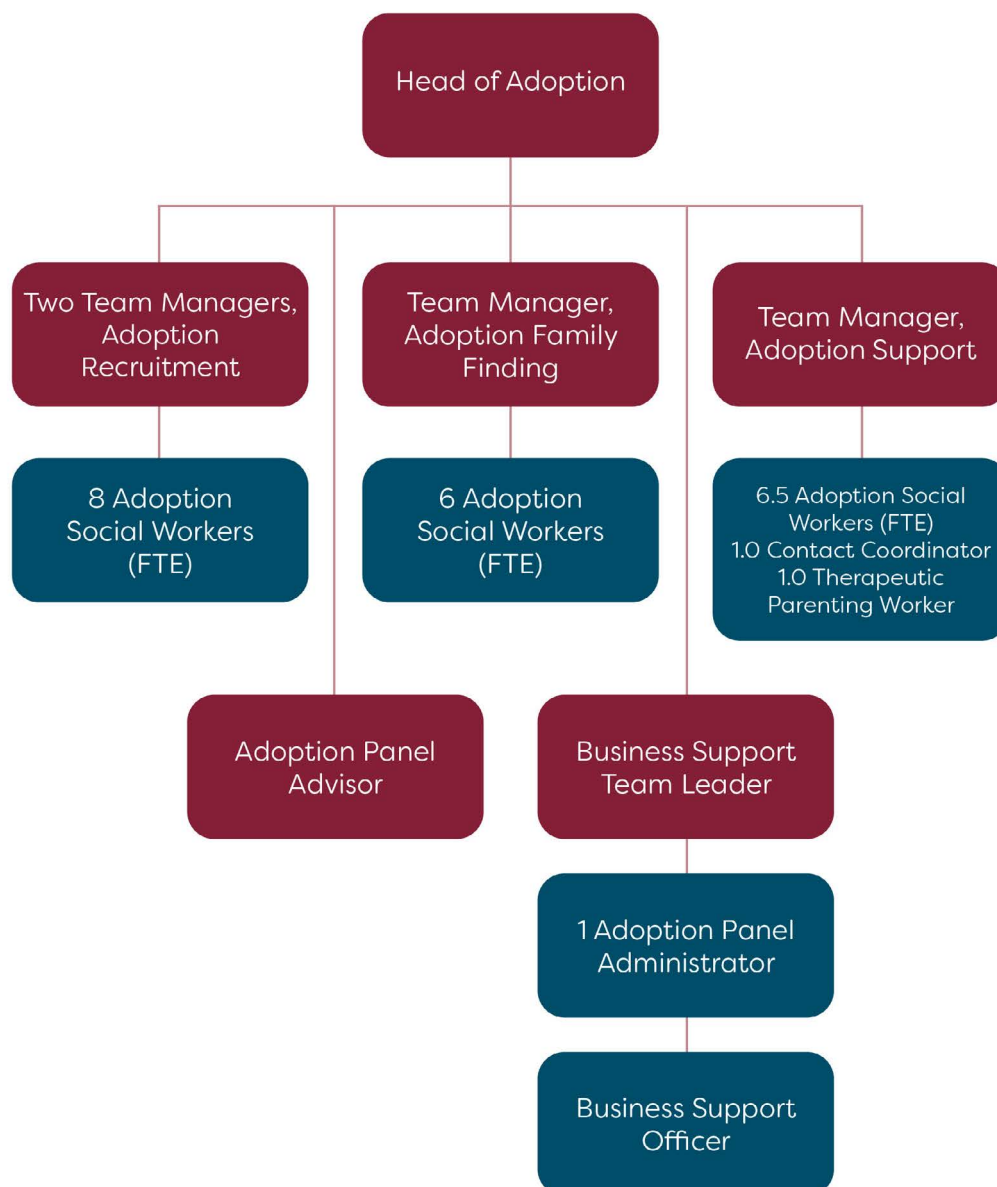 Head of Adoption
Two Team Managers,
Adoption
Recruitment
Team Manager,
Adoption Family
Finding
Team Manager,
Adoption Support
8 Adoption
Social Workers
(FTE)
6 Adoption
Social Workers
(FTE)
6.5 Adoption Social
Workers (FTE)
1.0 Contact Coordinator
1.0 Therapeutic
Parenting Worker
Adoption Panel
Advisor
Business Support
Team Leader
1 Adoption Panel
Administrator
Business Support
Officer